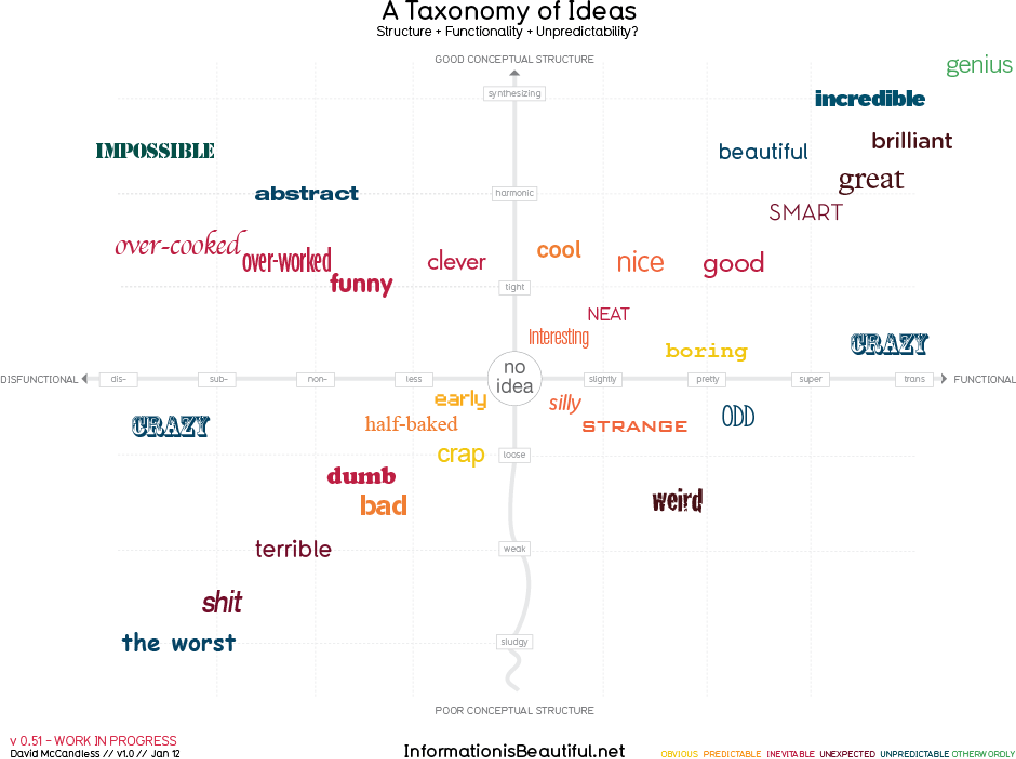 A Taxonomy of Ideas
Structure + Functionality + Unpredictability?
GOOD CONCEPTUAL STRUCTURE
genius
synthesizing
incredible
IMPOSSIBLE
beautiful
brilliant
great
abstract
harmonic
SMART
over-cooked
over-worked
funny
clever
cool
nice
good
tight
NEAT
interesting
boring
CRAZY
no
idea
DISFUNCTIONAL
dis-
sub-
non-
less
slightly
pretty
super
trans
FUNCTIONAL
early
silly
CRAZY
half-baked
STRANGE
ODD
crap
loose
dumb
bad
weird
terrible
weak
shit
the worst
sludgy
POOR CONCEPTUAL STRUCTURE
v 0.51 - WORK IN PROGRESS
David McCandless // v1.0 // Jan 12
InformationisBeautiful.net
OBVIOUS PREDICTABLE INEVITABLE UNEXPECTED UNPREDICTABLE OTHERWORDLY